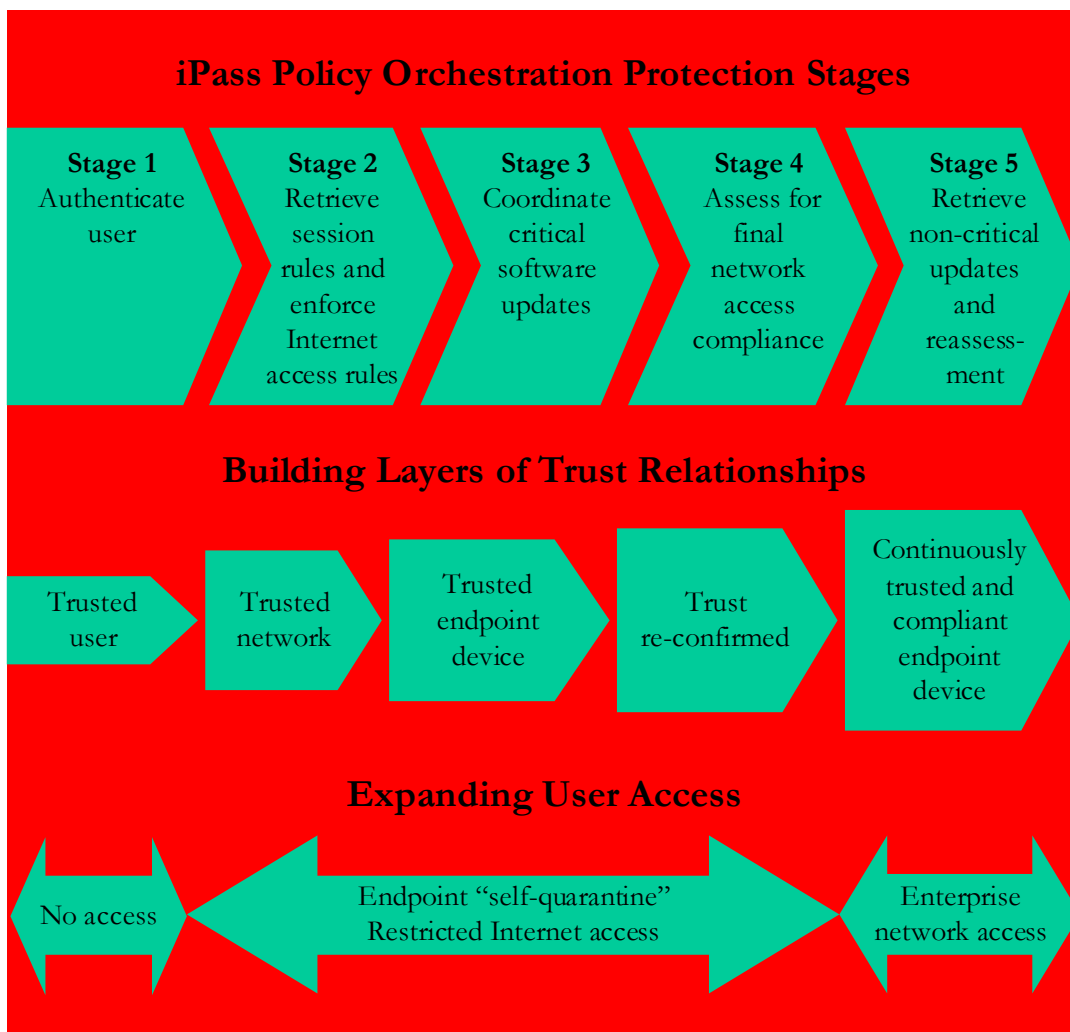 iPass Policy Orchestration Protection Stages
Stage 1
Authenticate
user
Stage 2
Retrieve
session
rules and
enforce
Internet
access rules
Stage 3
Coordinate
critical
software
updates
Stage 4
Assess for
final
network
access
compliance
Stage 5
Retrieve
non-critical
updates
and
reassess-
ment
Building Layers of Trust Relationships
Trusted
user
Trusted
network
Trusted
endpoint
device
Trust
re-confirmed
Continuously
trusted and
compliant
endpoint
device
Expanding User Access
No access
Endpoint “self-quarantine”
Restricted Internet access
Enterprise
network access